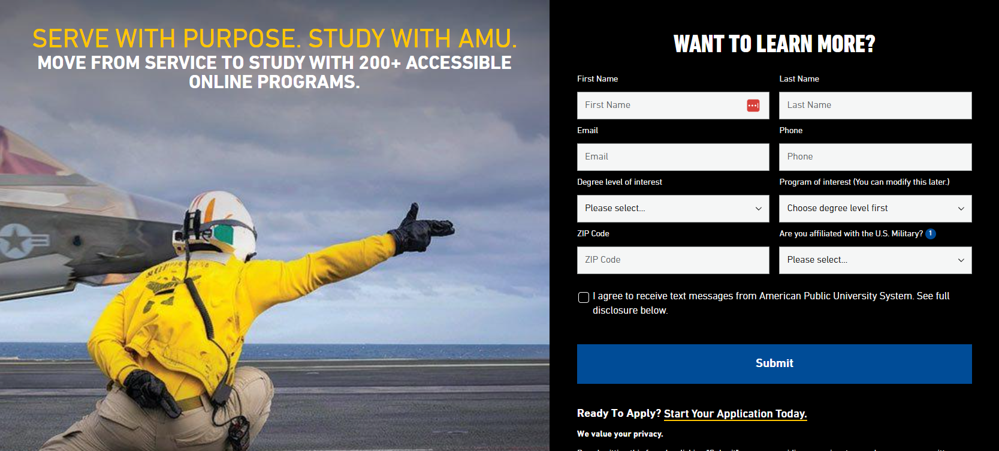 SERVE WITH PURPOSE. STUDY WITH AMU.
MOVE FROM SERVICE TO STUDY WITH 200+ ACCESSIBLE
ONLINE PROGRAMS.
WANT TO LEARN MORE?
First Name
Last Name
First Name
Last Name
Email
Phone
Email
Phone
Degree level of interest
Program of interest (You can modify this later.)
Please select...
Choose degree level first
ZIP Code
Are you affiliated with the U.S. Military? 1
ZIP Code
Please select...
I agree to receive text messages from American Public University System. See full
disclosure below.
Submit
Ready To Apply? Start Your Application Today.
We value your privacy.